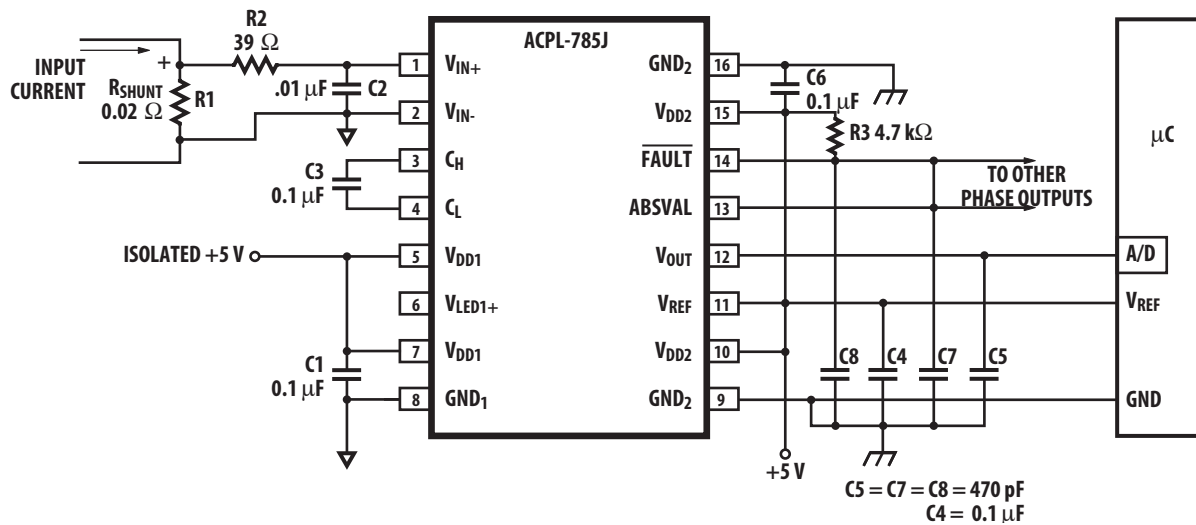 INPUT
CURRENT
+
RSHUNT
0.02 Ω
R1
R2
39 Ω
.01 μF
C2
C3
0.1 μF
ISOLATED +5 V
C1
0.1 μF
ACPL-785J
1 VIN+
2 VIN-
3 CH
4 CL
5 VDD1
6 VLED1+
7 VDD1
8 GND1
GND2 16
VDD2 15
FAULT 14
ABSVAL 13
VOUT 12
VREF 11
VDD2 10
GND2 9
C6
0.1 μF
R3 4.7 kΩ
TO OTHER
PHASE OUTPUTS
C8
C4
C7
C5
+5 V
C5 = C7 = C8 = 470 pF
C4 = 0.1 μF
μC
A/D
VREF
GND